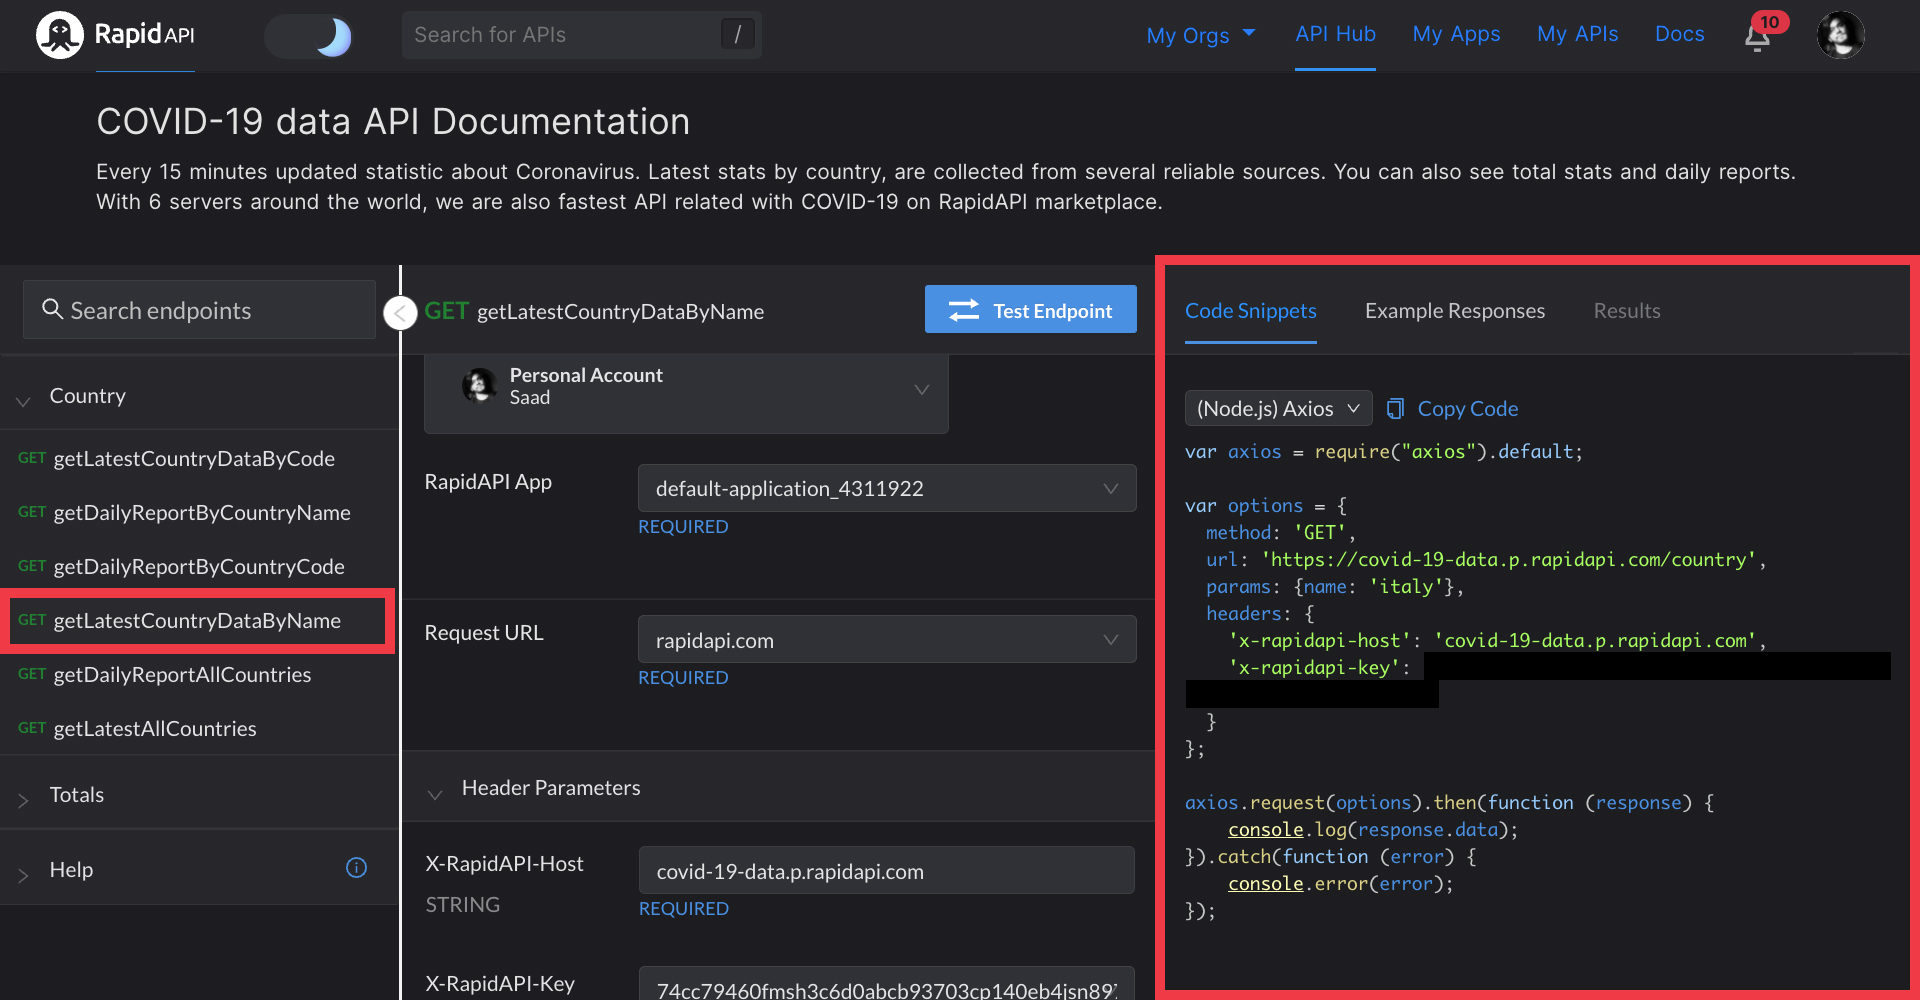 RapidAPI
Search for APIs
/
My Orgs
API Hub
My Apps
My APIs
Docs
10
COVID-19 data API Documentation
Every 15 minutes updated statistic about Coronavirus. Latest stats by country, are collected from several reliable sources. You can also see total stats and daily reports.
With 6 servers around the world, we are also fastest API related with COVID-19 on RapidAPI marketplace.
Search endpoints
Country
GET getLatestCountryDataByCode
GET getDailyReportByCountryName
GET getDailyReportByCountryCode
GET getLatestCountryDataByName
GET getDailyReportAllCountries
GET getLatestAllCountries
Totals
Help
GET getLatestCountryDataByName
Test Endpoint
Personal Account
Saad
RapidAPI App
default-application_4311922
REQUIRED
Request URL
rapidapi.com
REQUIRED
Header Parameters
X-RapidAPI-Host
covid-19-data.p.rapidapi.com
STRING
REQUIRED
X-RapidAPI-Key
Code Snippets
Example Responses
Results
(Node.js) Axios
Copy Code
var axios = require("axios").default;
var options = {
method: 'GET',
url: 'https://covid-19-data.p.rapidapi.com/country',
params: {name: 'italy'},
headers: {
'x-rapidapi-host': 'covid-19-data.p.rapidapi.com',
'x-rapidapi-key':
}
};
axios.request(options).then(function (response) {
console.log(response.data);
}).catch(function (error) {
console.error(error);
});